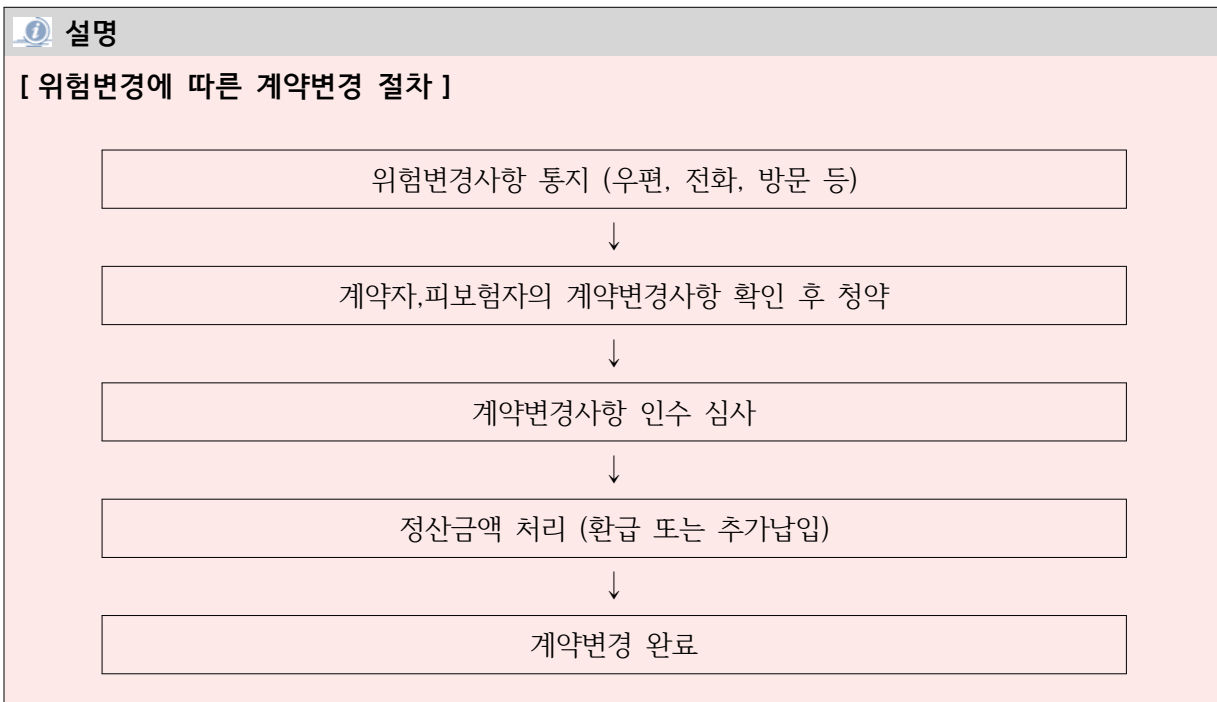 설명
[ 위험변경에 따른 계약변경 절차 ]
위험변경사항 통지 (우편, 전화, 방문 등)
↓
계약자,피보험자의 계약변경사항 확인 후 청약
↓
계약변경사항 인수 심사
↓
정산금액 처리 (환급 또는 추가납입)
↓
계약변경 완료